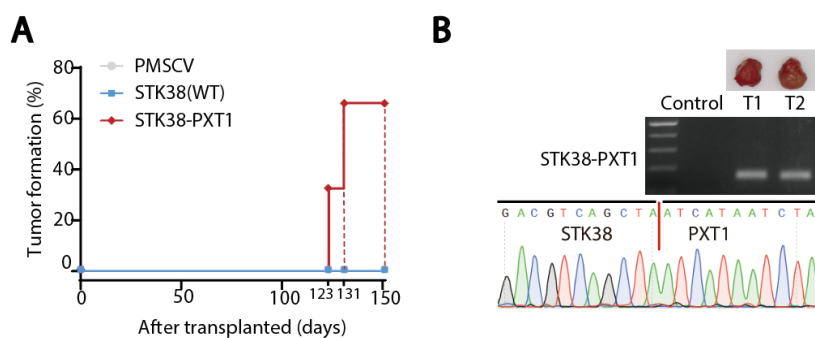 A
PMSCV
STK38(WT)
STK38-PXT1
Tumor formation (%)
80
60
40
20
0
0
50
100
123
131
150
After transplanted (days)
B
Control T1 T2
STK38-PXT1
GACGTCAGCTAATCATAATCTA
STK38 PXT1